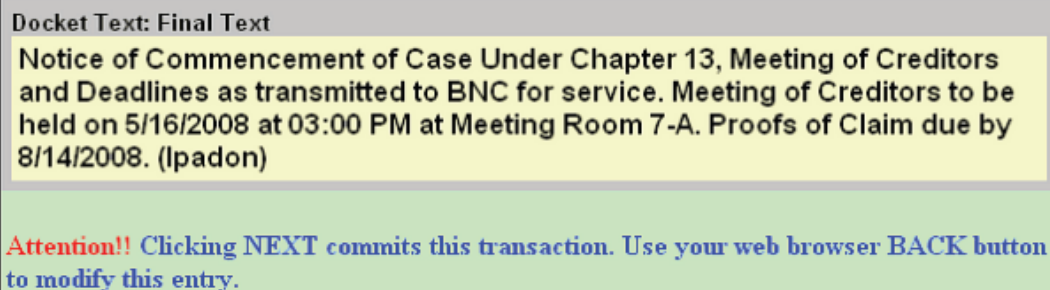 Docket Text: Final Text
Notice of Commencement of Case Under Chapter 13, Meeting of Creditors
and Deadlines as transmitted to BNC for service. Meeting of Creditors to be
held on 5/16/2008 at 03:00 PM at Meeting Room 7-A. Proofs of Claim due by
8/14/2008. (lpadon)
Attention!! Clicking NEXT commits this transaction. Use your web browser BACK button
to modify this entry.